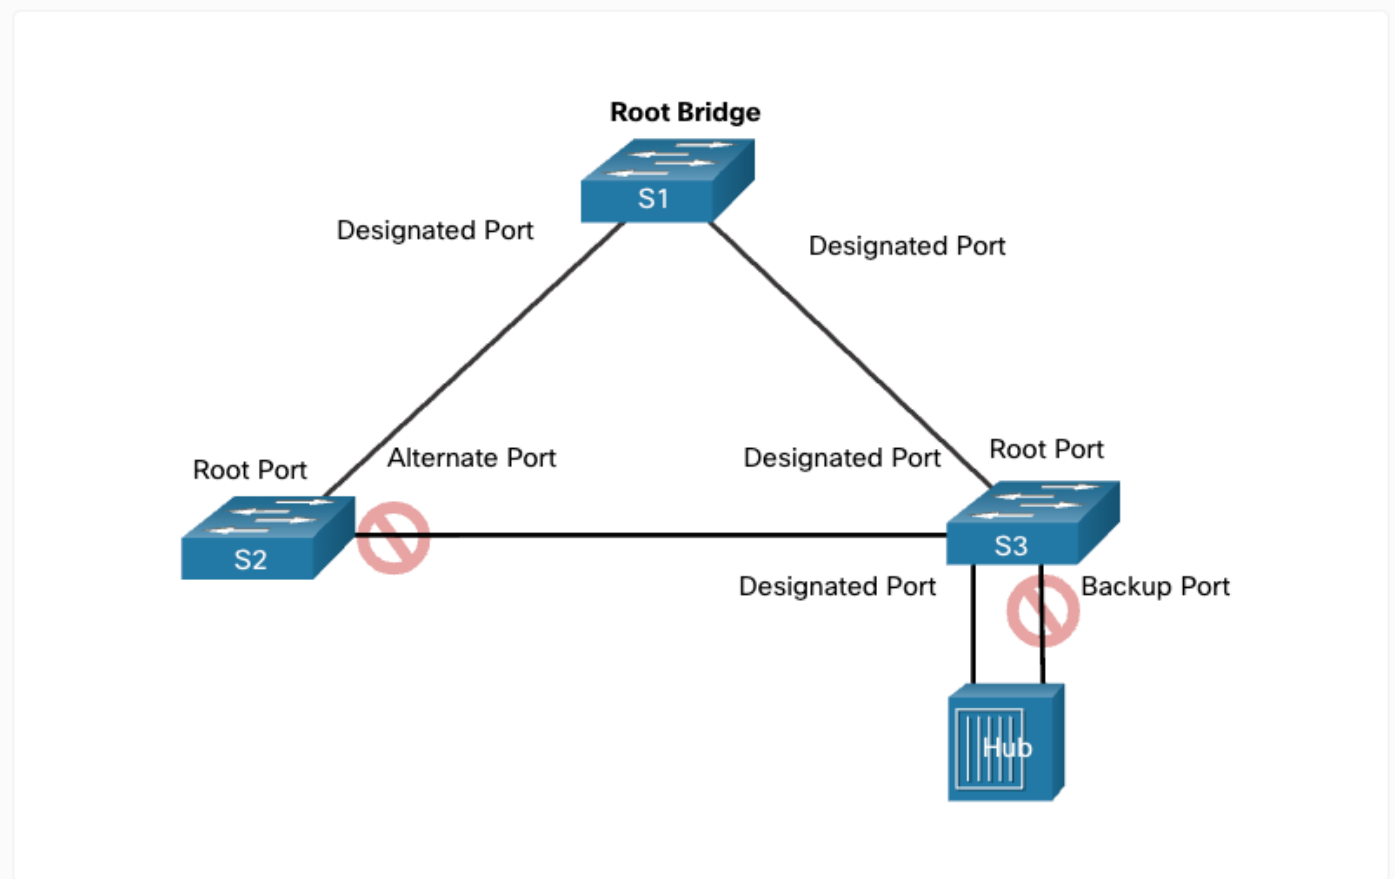 Root Bridge
S1
Designated Port
Designated Port
Alternate Port
Designated Port
Root Port
Root Port
S2
S3
Designated Port
Backup Port
Hub